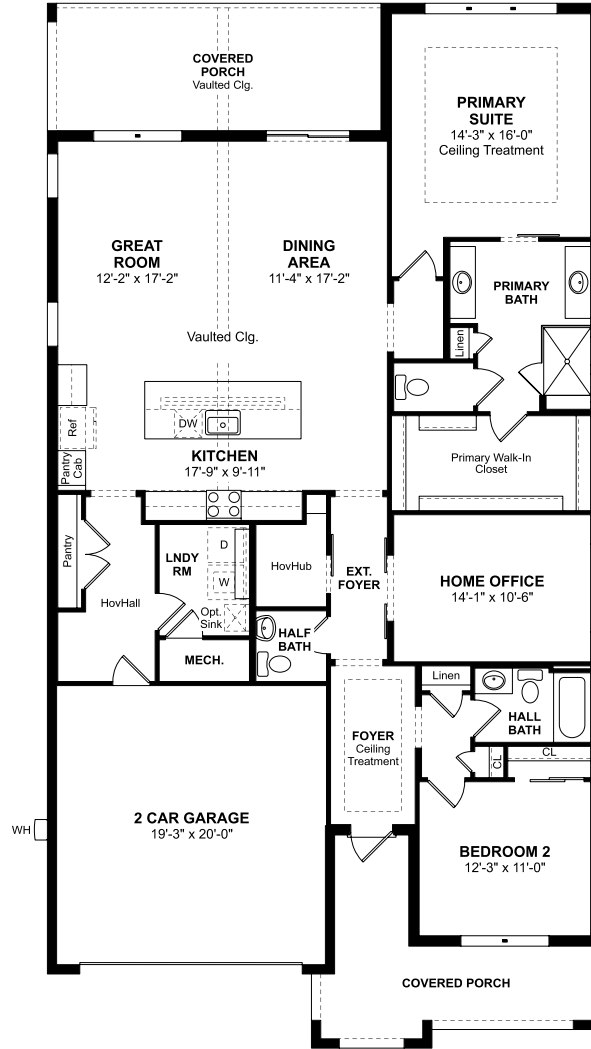 COVERED
PORCH
Vaulted Clg.
PRIMARY
SUITE
14'-3" x 16'-0"
Ceiling Treatment
GREAT
ROOM
12'-2" x 17'-2"
DINING
AREA
11'-4" x 17'-2"
PRIMARY
BATH
Vaulted Clg.
Linen
Ref
DW
Pantry
Cab
KITCHEN
17'-9" x 9'-11"
Primary Walk-In
Closet
Pantry
LNDY
RM
D
W
HovHub
EXT.
FOYER
HOME OFFICE
14'-1" x 10'-6"
HovHall
Opt.
Sink
HALF
BATH
MECH.
Linen
HALL
BATH
FOYER
Ceiling
Treatment
CL
CL
2 CAR GARAGE
19'-3" x 20'-0"
WH
BEDROOM 2
12'-3" x 11'-0"
COVERED PORCH